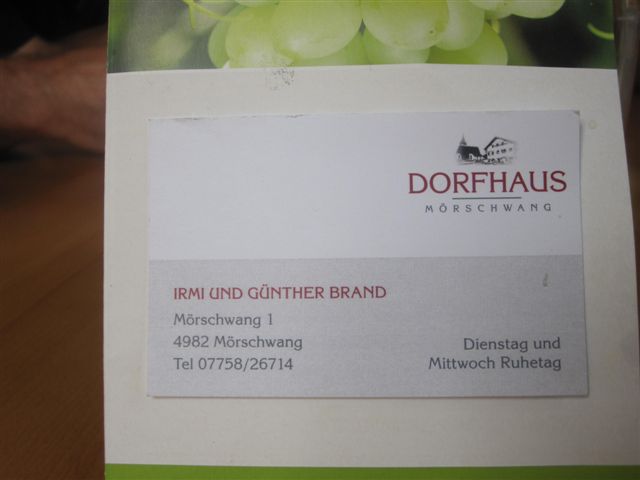 DORFHAUS
MÖRSCHWANG
IRMI UND GÜNTHER BRAND
Mörschwang 1
4982 Mörschwang
Tel 07758/26714
Dienstag und
Mittwoch Ruhetag